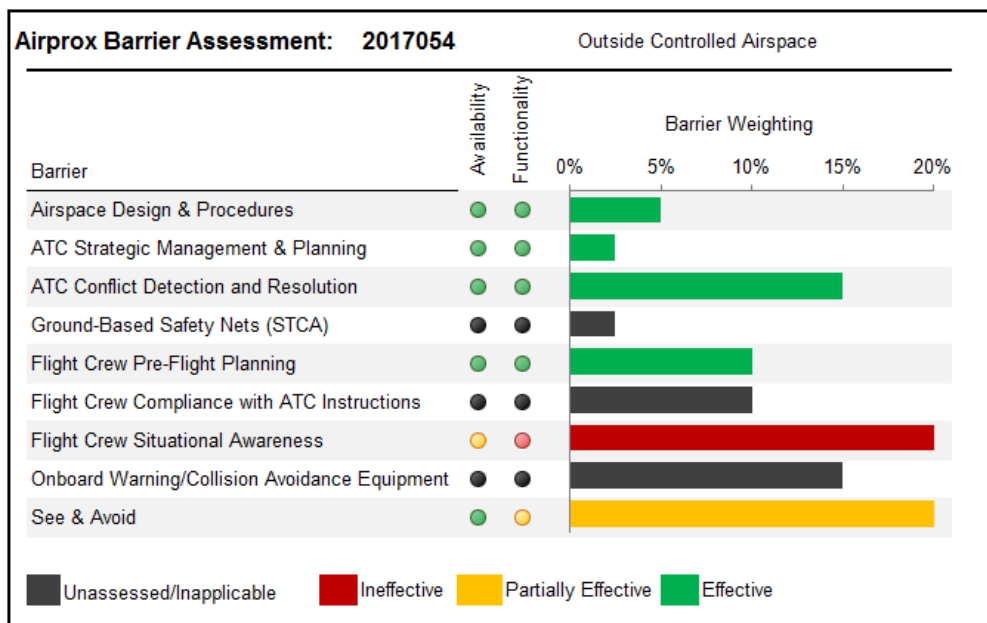 Airprox Barrier Assessment: 2017054 Outside Controlled Airspace
Availability
Functionality
Barrier Weighting
Barrier
0% 5% 10% 15% 20%
Airspace Design & Procedures
ATC Strategic Management & Planning
ATC Conflict Detection and Resolution
Ground-Based Safety Nets (STCA)
Flight Crew Pre-Flight Planning
Flight Crew Compliance with ATC Instructions
Flight Crew Situational Awareness
Onboard Warning/Collision Avoidance Equipment
See & Avoid
Unassessed/Inapplicable Ineffective Partially Effective Effective